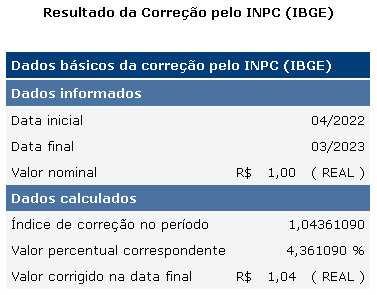 Resultado da Correção pelo INPC (IBGE)
Dados básicos da correção pelo INPC (IBGE)
Dados informados
Data inicial 04/2022
Data final 03/2023
Valor nominal R$ 1,00 ( REAL )
Dados calculados
Índice de correção no período 1,04361090
Valor percentual correspondente 4,361090 %
Valor corrigido na data final R$ 1,04 ( REAL )